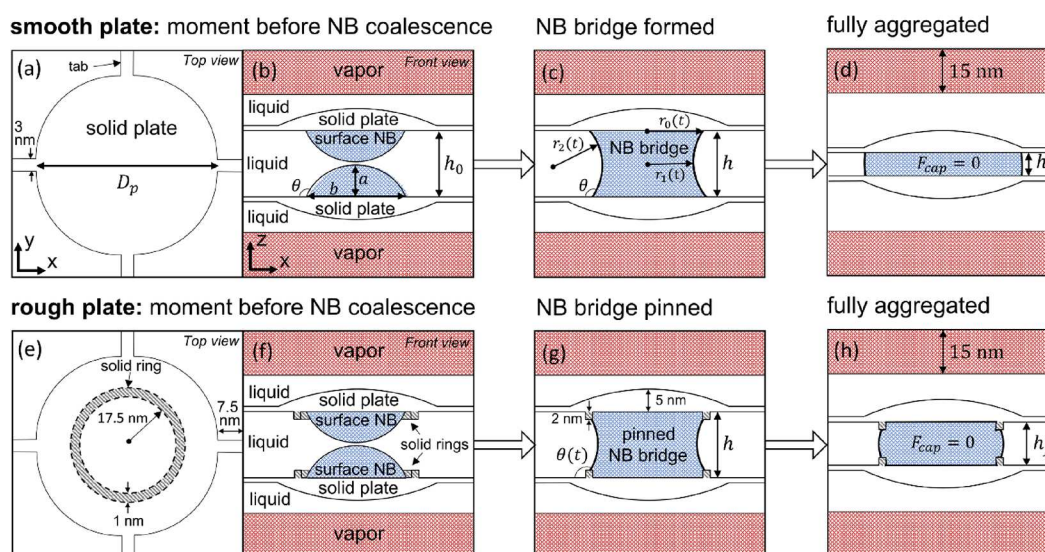 smooth plate: moment before NB coalescence
NB bridge formed
fully aggregated
(a)
tab
Top view
solid plate
3
nm
D_p
y
x
(b)
vapor
Front view
liquid
solid plate
surface NB
liquid
h_0
θ
b
a
solid plate
liquid
z
x
vapor
(c)
r_0(t)
r_2(t)
NB bridge
h
r_1(t)
θ
(d)
15 nm
F_cap = 0
h
rough plate: moment before NB coalescence
NB bridge pinned
fully aggregated
(e)
Top view
solid ring
17.5 nm
7.5
nm
1 nm
(f)
vapor
Front view
liquid
solid plate
surface NB
liquid
solid rings
surface NB
solid plate
liquid
vapor
(g)
5 nm
2 nm
pinned
NB bridge
h
θ(t)
(h)
15 nm
F_cap = 0